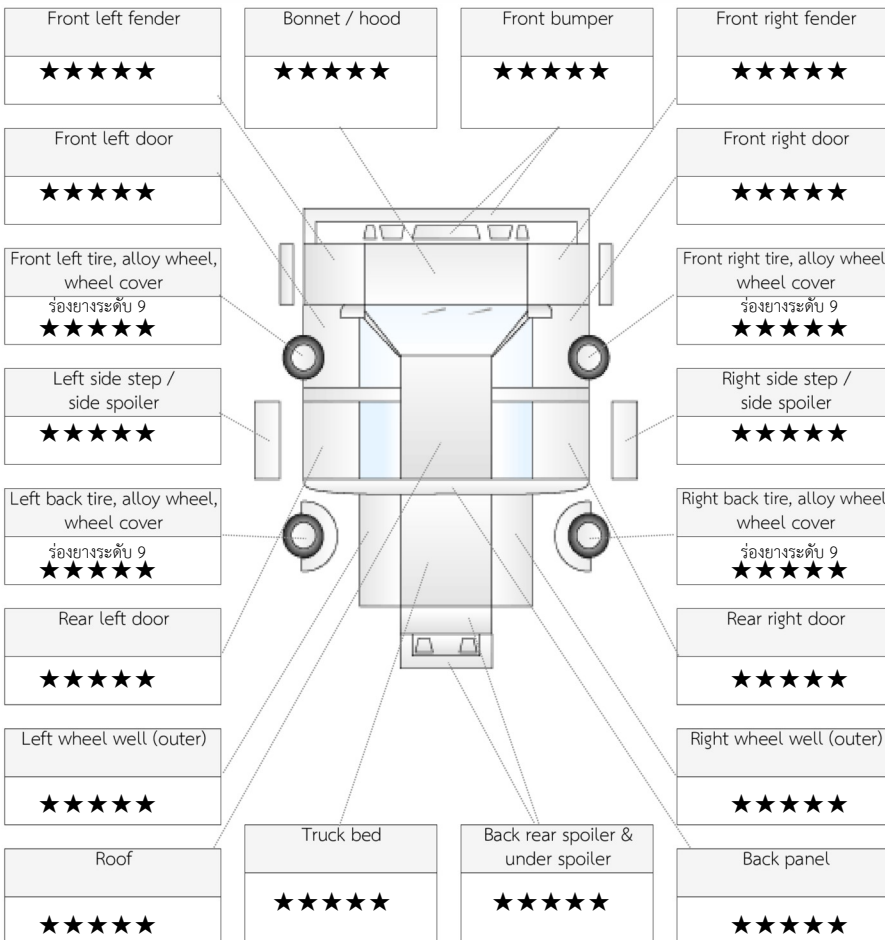 Front left fender
★★★★★
Bonnet / hood
★★★★★
Front bumper
★★★★★
Front right fender
★★★★★
Front left door
★★★★★
Front right door
★★★★★
Front left tire, alloy wheel,
wheel cover
ร่องยางระดับ 9
★★★★★
Front right tire, alloy wheel
wheel cover
ร่องยางระดับ 9
★★★★★
Left side step /
side spoiler
★★★★★
Right side step /
side spoiler
★★★★★
Left back tire, alloy wheel,
wheel cover
ร่องยางระดับ 9
★★★★★
Right back tire, alloy wheel
wheel cover
ร่องยางระดับ 9
★★★★★
Rear left door
★★★★★
Rear right door
★★★★★
Left wheel well (outer)
★★★★★
Right wheel well (outer)
★★★★★
Roof
★★★★★
Truck bed
★★★★★
Back rear spoiler &
under spoiler
★★★★★
Back panel
★★★★★